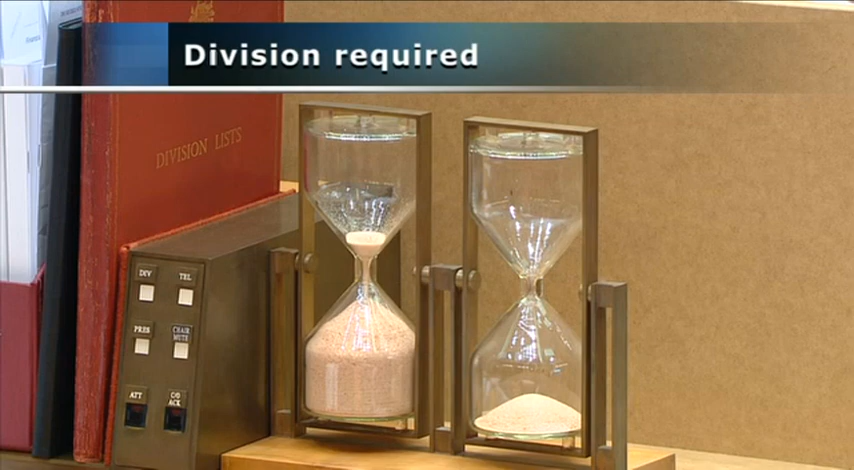 Division required
DIVISION LISTS
DIV TEL
PRES CHAIR MUTE
ATT CO ACK